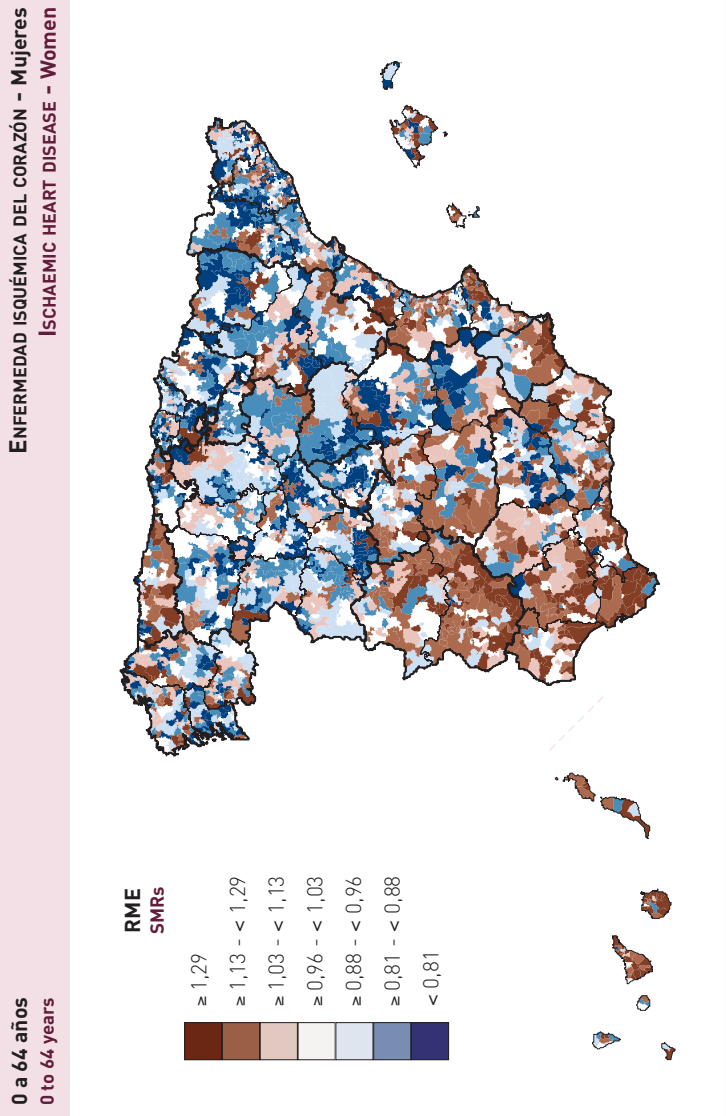 0 a 64 años
0 to 64 years
ENFERMEDAD ISQUÉMICA DEL CORAZÓN - Mujeres
ISCHAEMIC HEART DISEASE - Women
RME
SMRs
≥ 1,29
≥ 1,13 - < 1,29
≥ 1,03 - < 1,13
≥ 0,96 - < 1,03
≥ 0,88 - < 0,96
≥ 0,81 - < 0,88
< 0,81